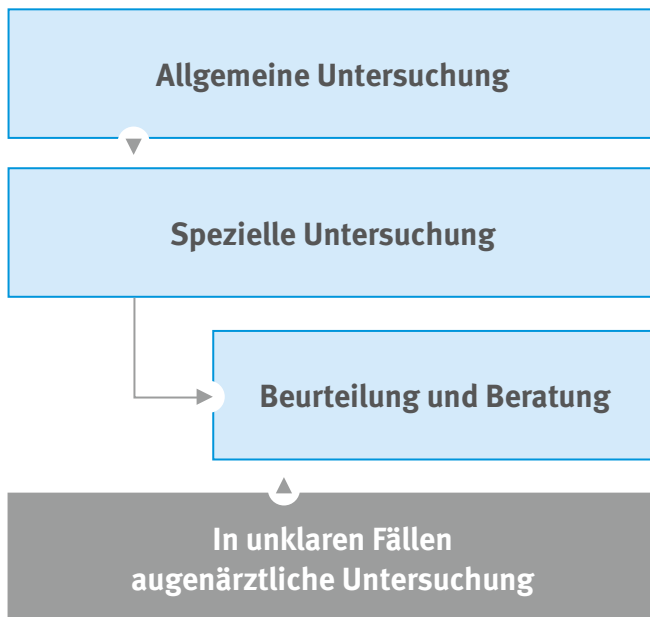 Allgemeine Untersuchung
Spezielle Untersuchung
Beurteilung und Beratung
In unklaren Fällen
augenärztliche Untersuchung